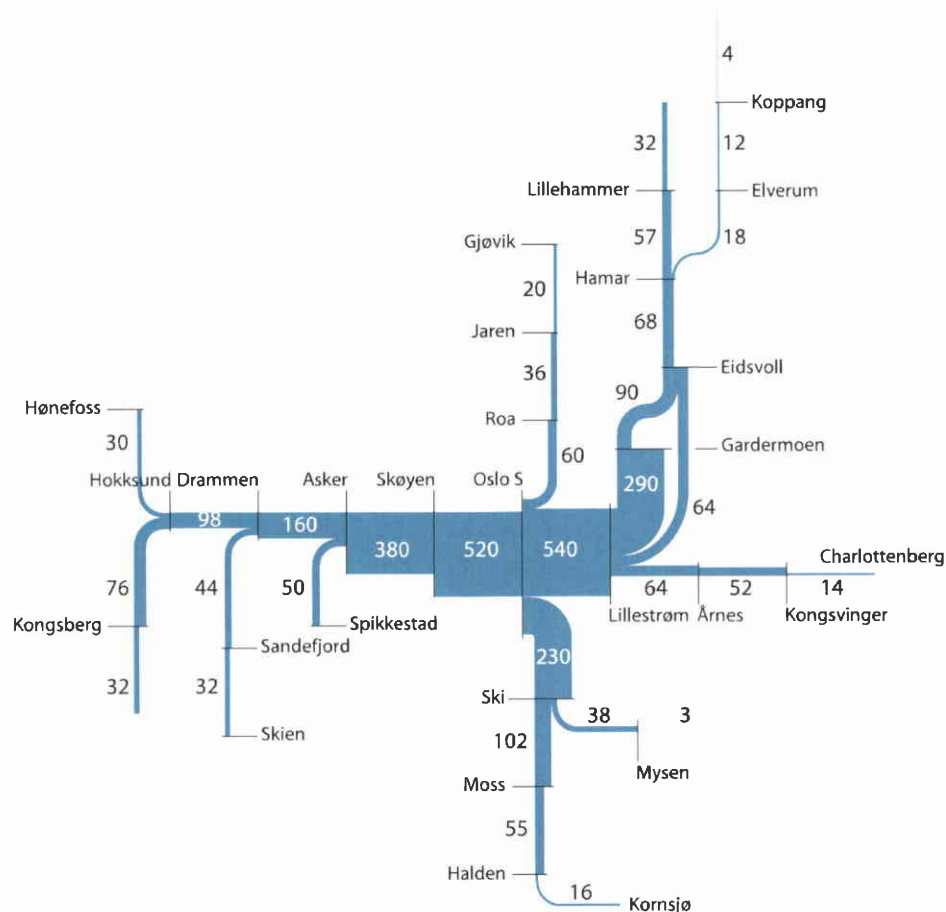 4
Koppang
32
12
Lillehammer
Elverum
57
18
Gjøvik
Hamar
20
68
Jaren
36
Eidsvoll
90
Hønefoss
Roa
30
60
Gardermoen
Hokksund Drammen Asker Skøyen Oslo S
290
64
98
160
380
520
540
Charlottenberg
76
44
50
64
52
14
Kongsberg
Spikkestad
Lillestrøm Årnes
Kongsvinger
Sandefjord
230
32
32
Ski
38
3
Skien
102
Mysen
Moss
55
Halden
16
Kornsjø